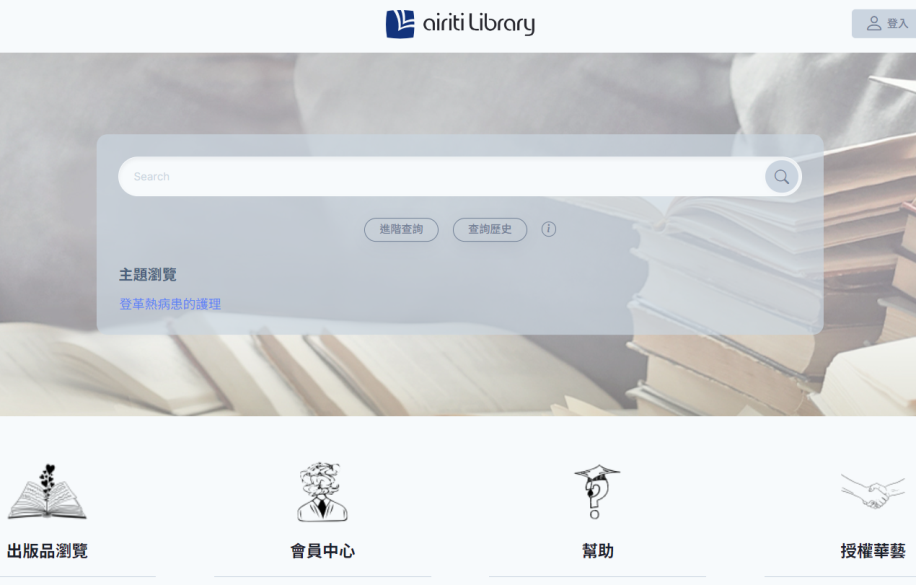 airiti Library
登入
Search
進階查詢
查詢歷史
i
主題瀏覽
登革熱病患的護理
出版品瀏覽
會員中心
幫助
授權華藝